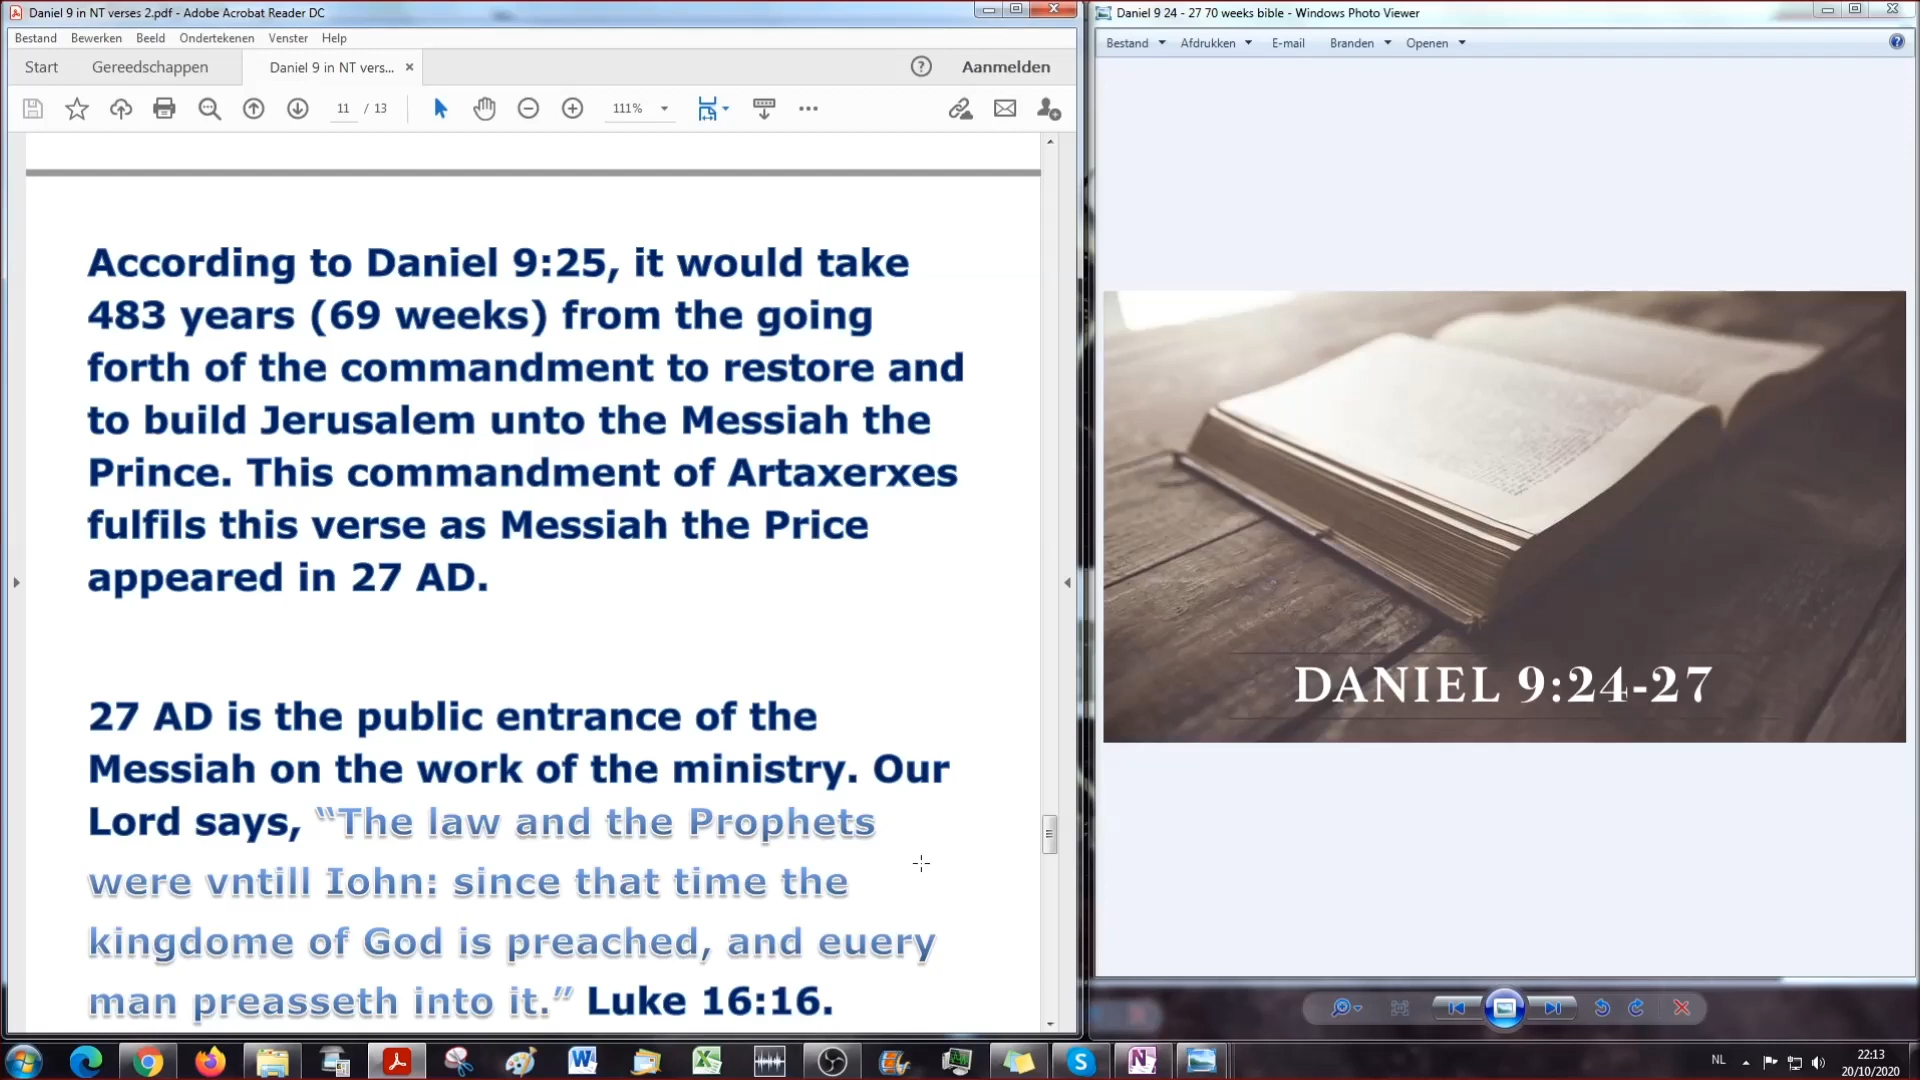 Daniel 9 in NT verses 2.pdf - Adobe Acrobat Reader DC
Bestand Bewerken Beeld Ondertekenen Venster Help
Start Gereedschappen Daniel 9 in NT vers... Aanmelden
11 / 13 111%
According to Daniel 9:25, it would take
483 years (69 weeks) from the going
forth of the commandment to restore and
to build Jerusalem unto the Messiah the
Prince. This commandment of Artaxerxes
fulfils this verse as Messiah the Price
appeared in 27 AD.
27 AD is the public entrance of the
Messiah on the work of the ministry. Our
Lord says, “The law and the Prophets
were vntill Iohn: since that time the
kingdome of God is preached, and euery
man preasseth into it.” Luke 16:16.
Daniel 9 24 - 27 70 weeks bible - Windows Photo Viewer
Bestand Afdrukken E-mail Branden Openen
DANIEL 9:24-27
NL 22:13
20/10/2020